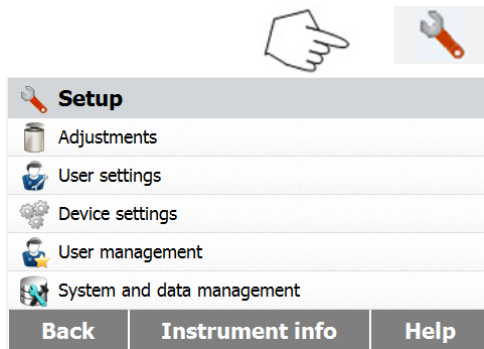 Setup
Adjustments
User settings
Device settings
User management
System and data management
Back Instrument info Help